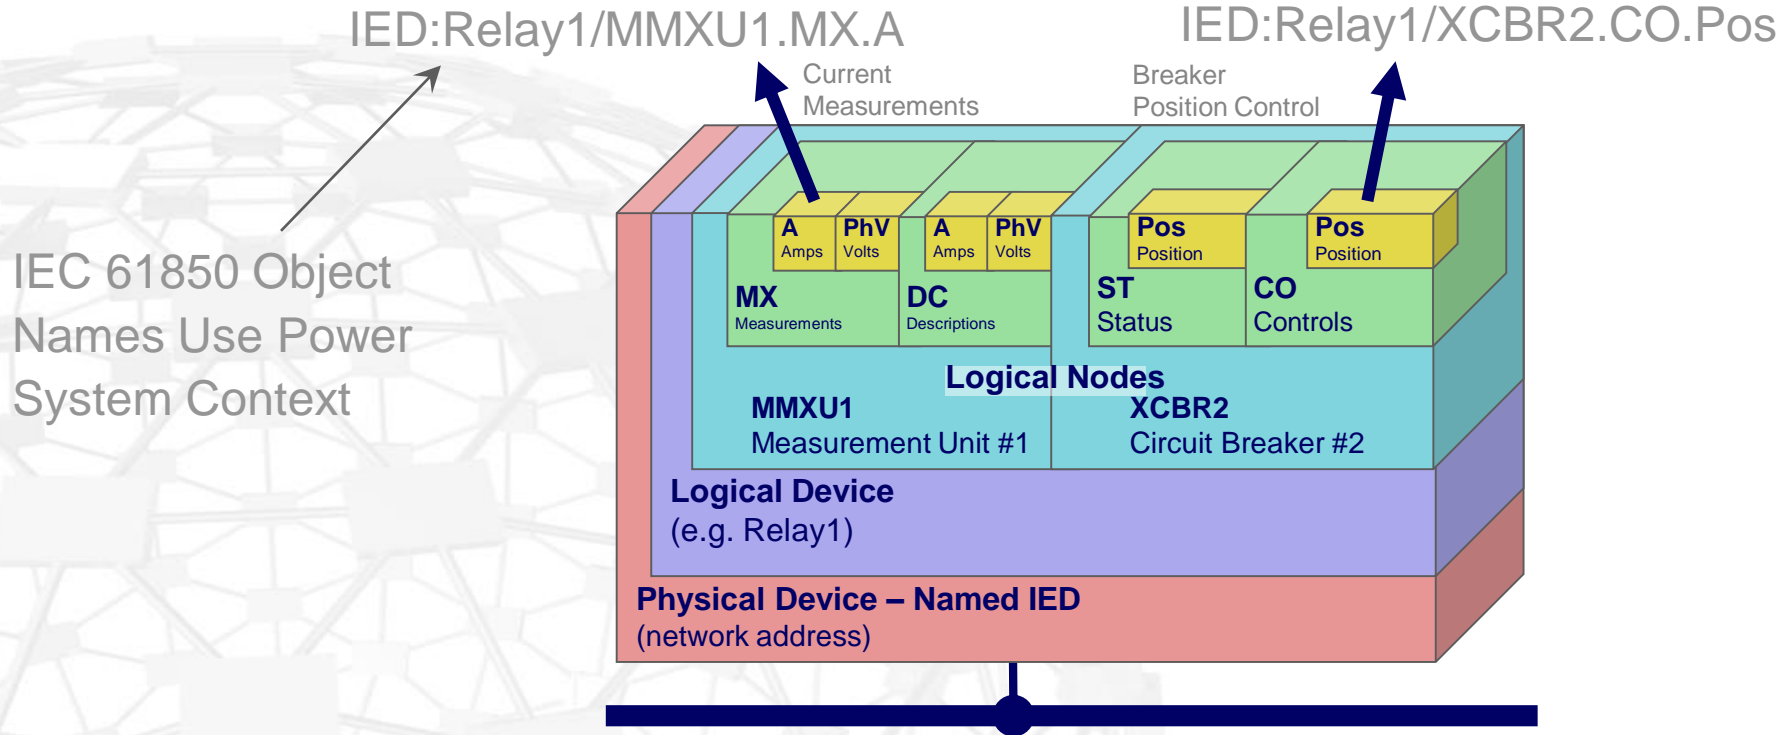 IED:Relay1/MMXU1.MX.A
IED:Relay1/XCBR2.CO.Pos
Current
Measurements
Breaker
Position Control
IEC 61850 Object
Names Use Power
System Context
A
Amps
PhV
Volts
A
Amps
PhV
Volts
Pos
Position
Pos
Position
MX
Measurements
DC
Descriptions
ST
Status
CO
Controls
Logical Nodes
MMXU1
Measurement Unit #1
XCBR2
Circuit Breaker #2
Logical Device
(e.g. Relay1)
Physical Device – Named IED
(network address)